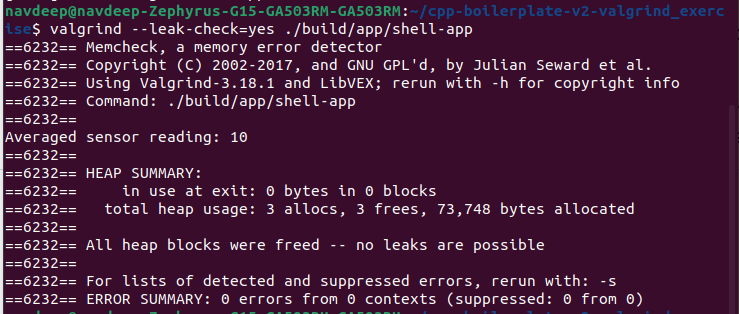 navdeep@navdeep-Zephyrus-G15-GA503RM-GA503RM:~/cpp-boilerplate-v2-valgrind_exerc
ise$ valgrind --leak-check=yes ./build/app/shell-app
==6232== Memcheck, a memory error detector
==6232== Copyright (C) 2002-2017, and GNU GPL'd, by Julian Seward et al.
==6232== Using Valgrind-3.18.1 and LibVEX; rerun with -h for copyright info
==6232== Command: ./build/app/shell-app
==6232==
Averaged sensor reading: 10
==6232==
==6232== HEAP SUMMARY:
==6232==     in use at exit: 0 bytes in 0 blocks
==6232==   total heap usage: 3 allocs, 3 frees, 73,748 bytes allocated
==6232==
==6232== All heap blocks were freed -- no leaks are possible
==6232==
==6232== For lists of detected and suppressed errors, rerun with: -s
==6232== ERROR SUMMARY: 0 errors from 0 contexts (suppressed: 0 from 0)